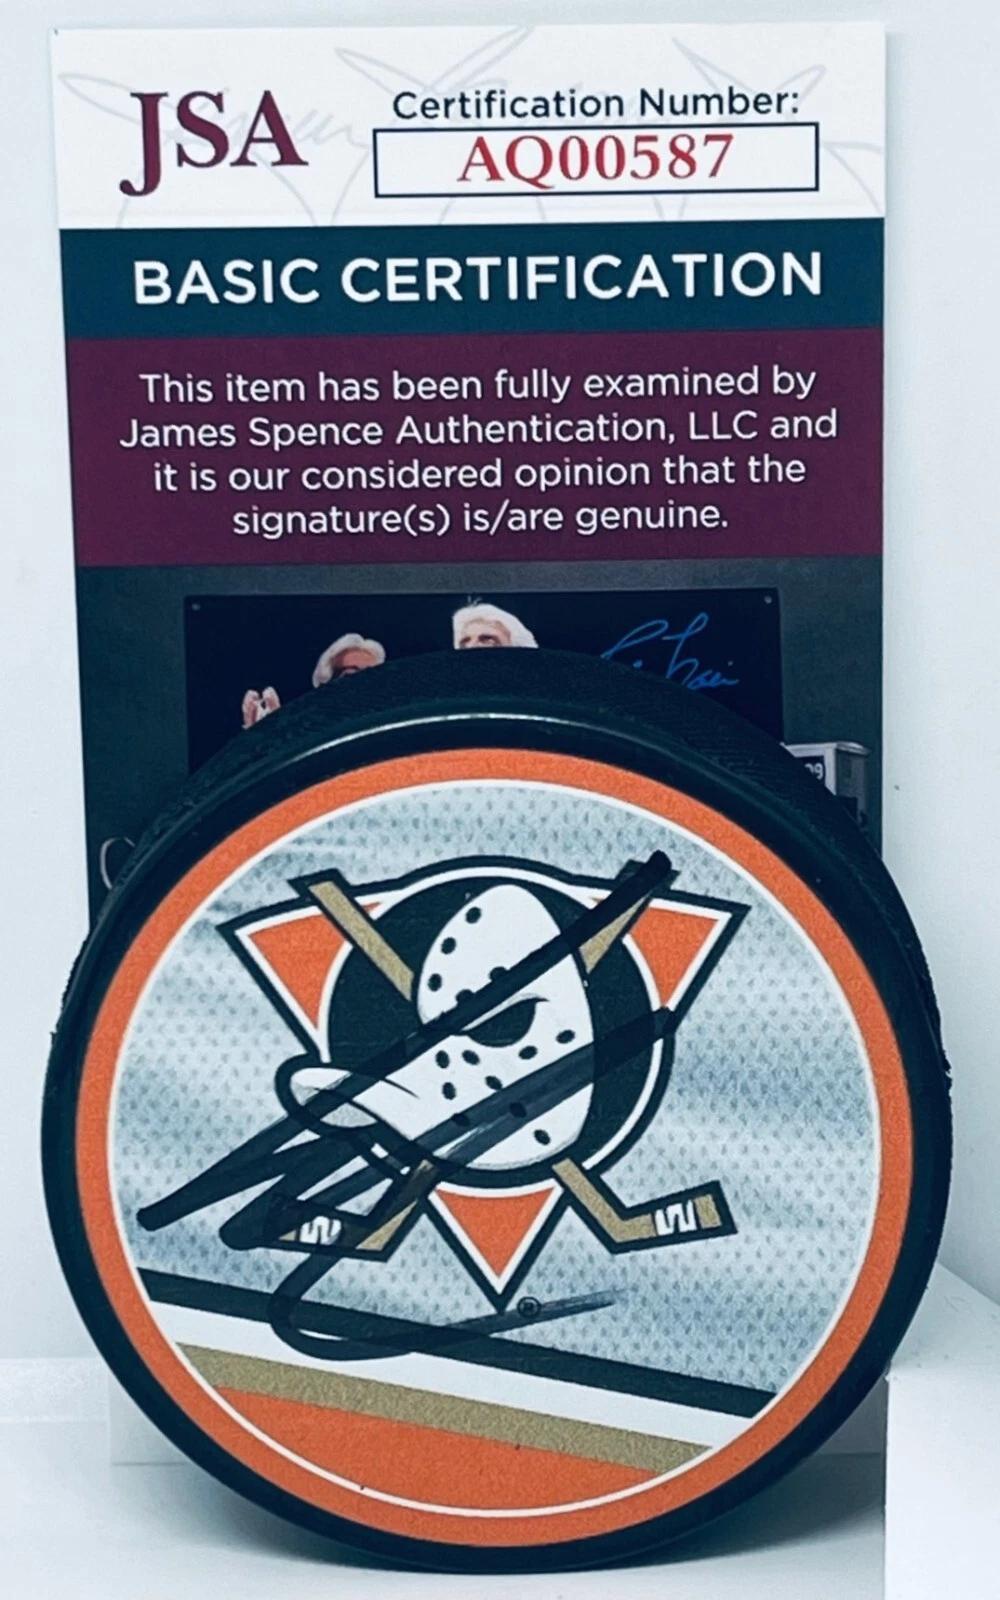 JSA
Certification Number:
AQ00587
BASIC CERTIFICATION
This item has been fully examined by
James Spence Authentication, LLC and
it is our considered opinion that the
signature(s) is/are genuine.
W
W
®